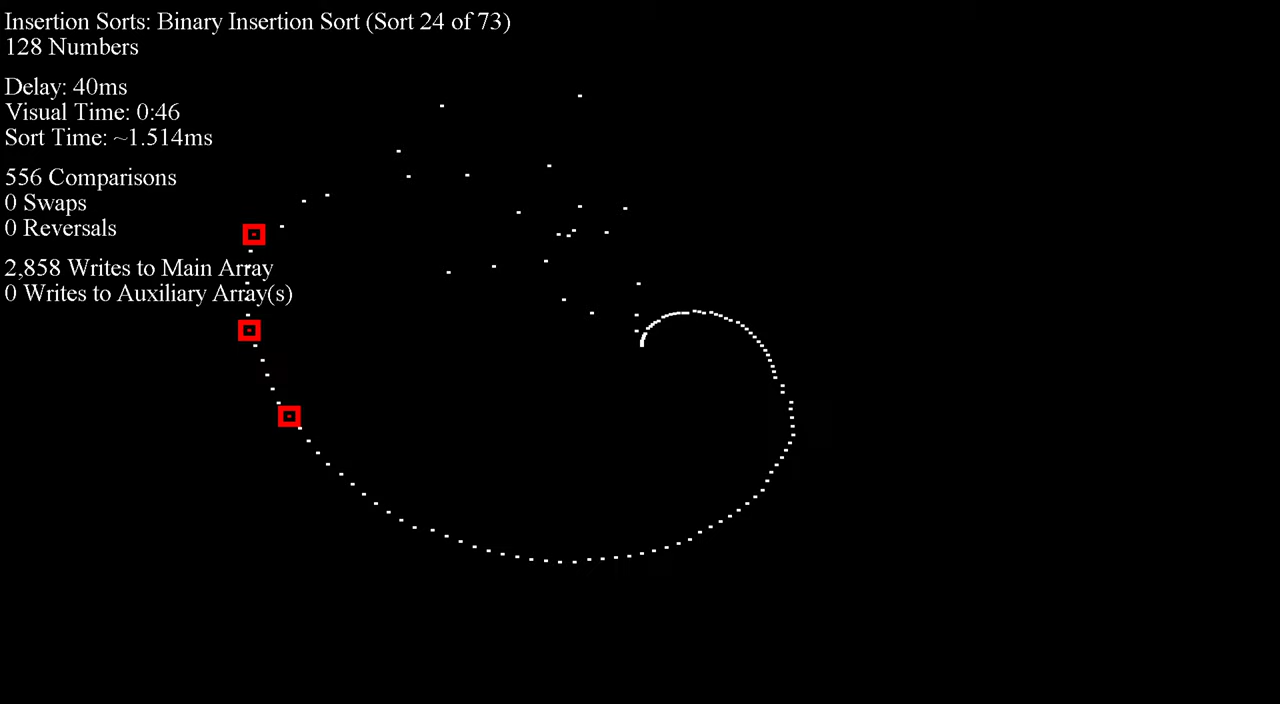 Insertion Sorts: Binary Insertion Sort (Sort 24 of 73)
128 Numbers
Delay: 40ms
Visual Time: 0:46
Sort Time: ~1.514ms
556 Comparisons
0 Swaps
0 Reversals
2,858 Writes to Main Array
0 Writes to Auxiliary Array(s)